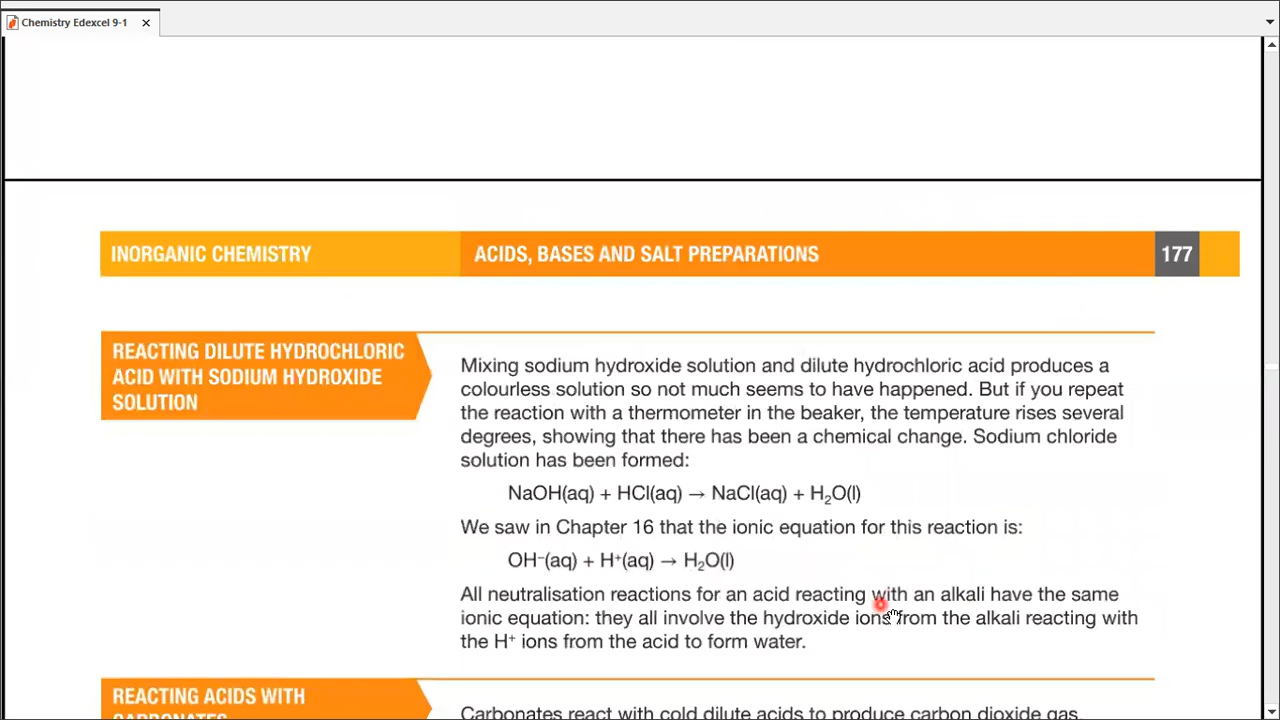 Chemistry Edexcel 9-1
INORGANIC CHEMISTRY
ACIDS, BASES AND SALT PREPARATIONS
177
REACTING DILUTE HYDROCHLORIC
ACID WITH SODIUM HYDROXIDE
SOLUTION
Mixing sodium hydroxide solution and dilute hydrochloric acid produces a
colourless solution so not much seems to have happened. But if you repeat
the reaction with a thermometer in the beaker, the temperature rises several
degrees, showing that there has been a chemical change. Sodium chloride
solution has been formed:
NaOH(aq) + HCl(aq) → NaCl(aq) + H₂O(l)
We saw in Chapter 16 that the ionic equation for this reaction is:
OH⁻(aq) + H⁺(aq) → H₂O(l)
All neutralisation reactions for an acid reacting with an alkali have the same
ionic equation: they all involve the hydroxide ions from the alkali reacting with
the H⁺ ions from the acid to form water.
REACTING ACIDS WITH
CARBONATES
Carbonates react with cold dilute acids to produce carbon dioxide gas.